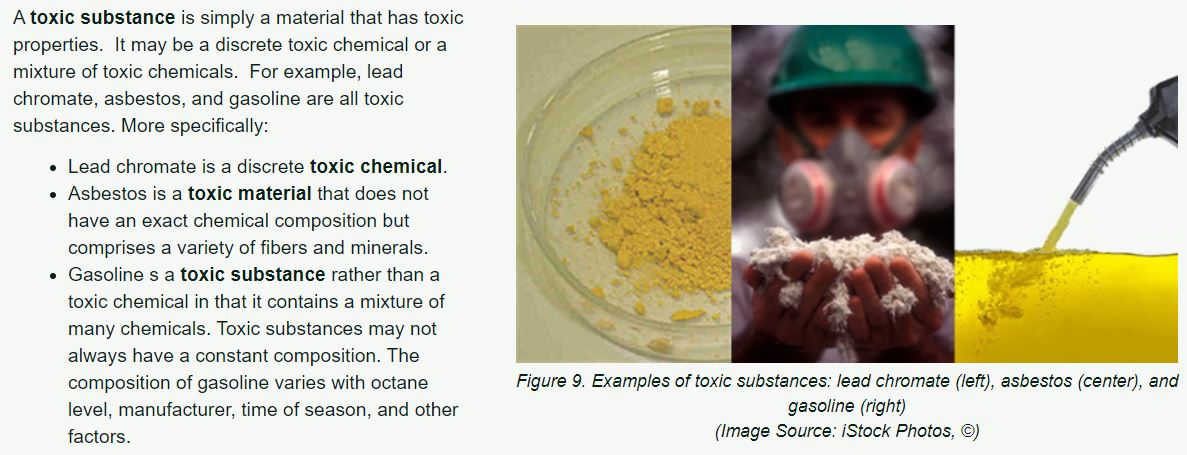 A toxic substance is simply a material that has toxic
properties.  It may be a discrete toxic chemical or a
mixture of toxic chemicals.  For example, lead
chromate, asbestos, and gasoline are all toxic
substances. More specifically:
• Lead chromate is a discrete toxic chemical.
• Asbestos is a toxic material that does not
have an exact chemical composition but
comprises a variety of fibers and minerals.
• Gasoline s a toxic substance rather than a
toxic chemical in that it contains a mixture of
many chemicals. Toxic substances may not
always have a constant composition. The
composition of gasoline varies with octane
level, manufacturer, time of season, and other
factors.
Figure 9. Examples of toxic substances: lead chromate (left), asbestos (center), and
gasoline (right)
(Image Source: iStock Photos, ©)